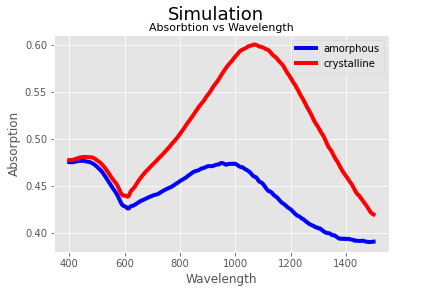 Simulation
Absorbtion vs Wavelength
amorphous
crystalline
Absorption
0.60
0.55
0.50
0.45
0.40
400 600 800 1000 1200 1400
Wavelength